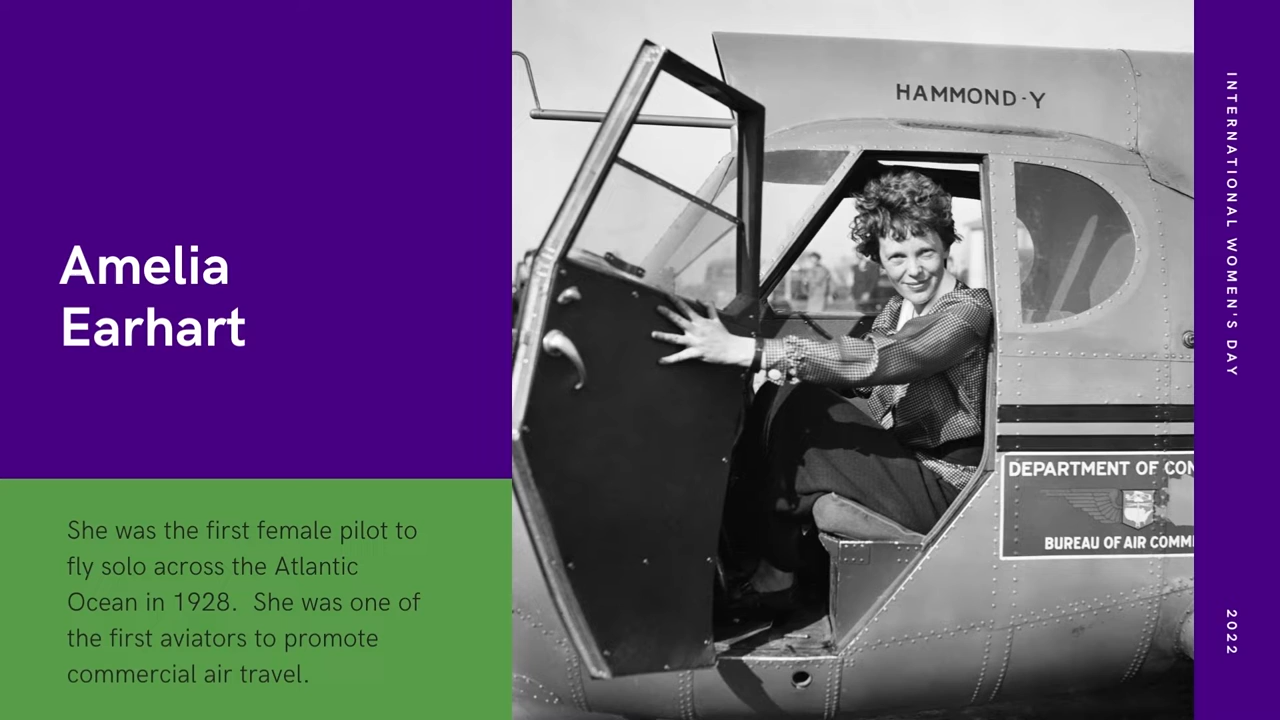 Amelia
Earhart
She was the first female pilot to
fly solo across the Atlantic
Ocean in 1928.  She was one of
the first aviators to promote
commercial air travel.
HAMMOND-Y
DEPARTMENT OF COM
BUREAU OF AIR COMME
INTERNATIONAL WOMEN'S DAY
2022